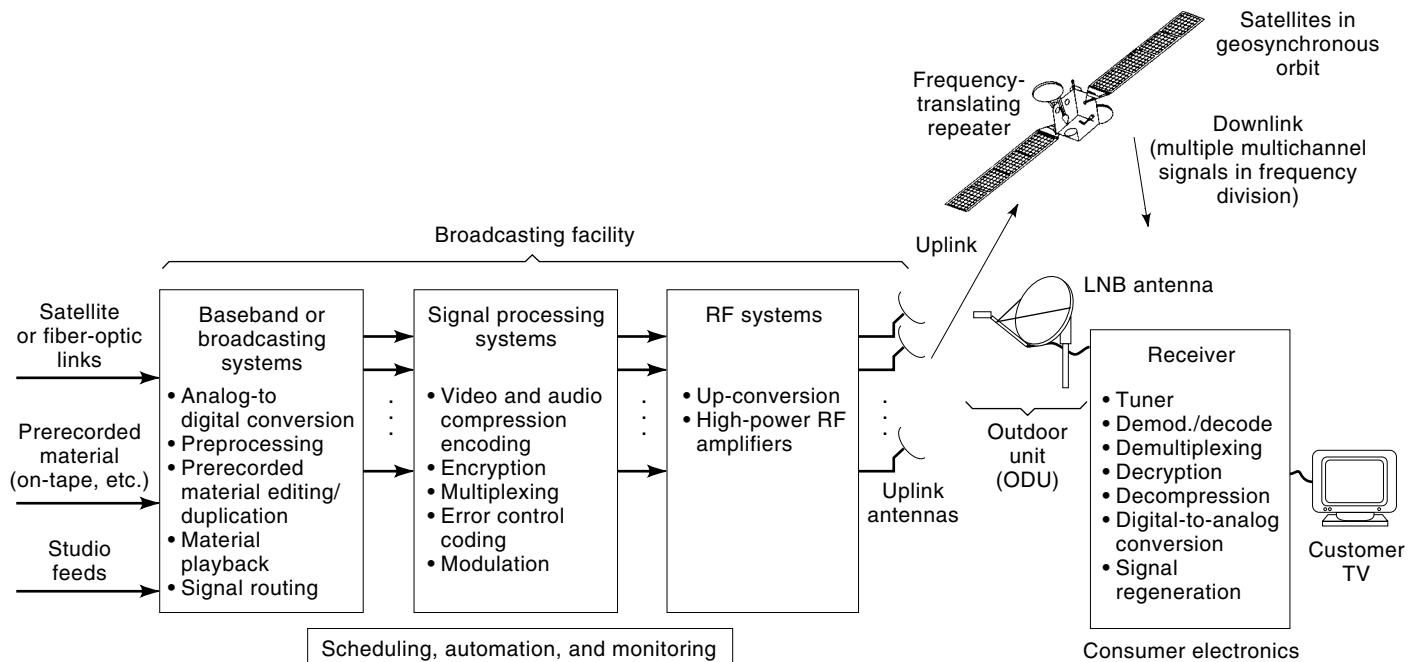 Satellites in
geosynchronous
orbit
Frequency-
translating
repeater
Downlink
(multiple multichannel
signals in frequency
division)
Broadcasting facility
Uplink
Satellite
or fiber-optic
links
Prerecorded
material
(on-tape, etc.)
Studio
feeds
Baseband or
broadcasting
systems
• Analog-to
digital conversion
• Preprocessing
• Prerecorded
material editing/
duplication
• Material
playback
• Signal routing
Signal processing
systems
• Video and audio
compression
encoding
• Encryption
• Multiplexing
• Error control
coding
• Modulation
RF systems
• Up-conversion
• High-power RF
amplifiers
Uplink
antennas
LNB antenna
Outdoor
unit
(ODU)
Receiver
• Tuner
• Demod./decode
• Demultiplexing
• Decryption
• Decompression
• Digital-to-analog
conversion
• Signal
regeneration
Customer
TV
Scheduling, automation, and monitoring
Consumer electronics